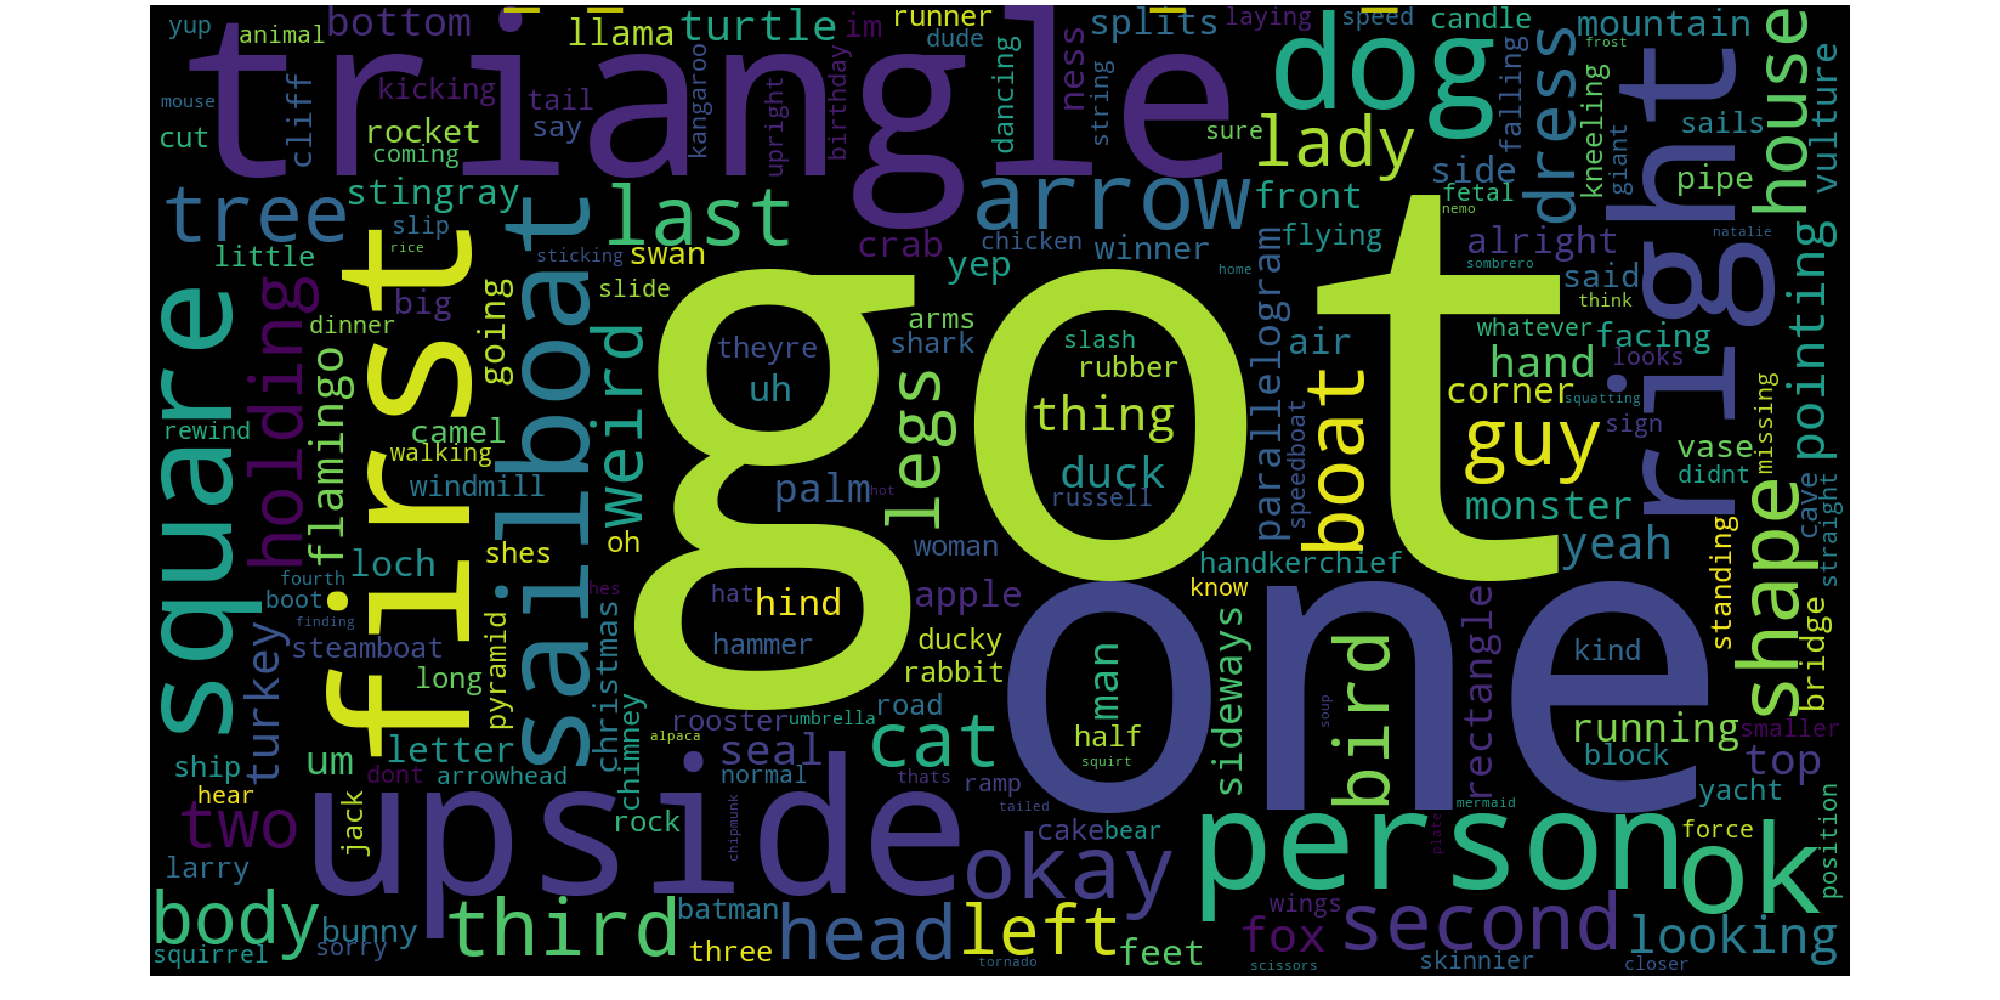 yup
animal
bottom
llama
turtle
im
runner
dude
laying
splits
speed
candle
mountain
frost
mouse
cut
cliff
kicking
rocket
coming
tail
say
triangle
kangaroo
upright
birthday
ness
dancing
string
sure
dog
lady
falling
dress
kneeling
giant
right
sails
house
vulture
tree
stingray
slip
rice
little
last
sailboat
sticking
swan
crab
arrow
chicken
winner
yep
front
side
fetal
nemo
flying
alright
pipe
natalie
sombrero
said
home
think
square
holding
big
dinner
first
going
weird
slide
theyre
uh
arms
shark
slash
rubber
parallelogram
air
whatever
facing
pointing
hand
looks
corner
squatting
got
thing
duck
russell
legs
palm
hot
boat
speedboat
guy
sign
vase
didnt
missing
rewind
flamingo
camel
walking
windmill
monster
cave
straight
loch
shes
oh
woman
yeah
handkerchief
know
standing
shape
fourth
boot
finding
hes
hat
hind
apple
steamboat
turkey
long
pyramid
christmas
hammer
ducky
rabbit
man
sideways
bird
rectangle
kind
bridge
one
running
smaller
block
top
rooster
umbrella
road
alpaca
seal
cat
half
squirt
soup
ship
um
letter
dont
arrowhead
chimney
normal
thats
ramp
tailed
hear
two
jack
upside
rock
chipmunk
cake
bear
okay
mermaid
plate
yacht
person
force
ok
position
larry
body
bunny
sorry
squirrel
third
batman
three
head
left
tornado
feet
wings
fox
scissors
second
skinnier
looking
closer